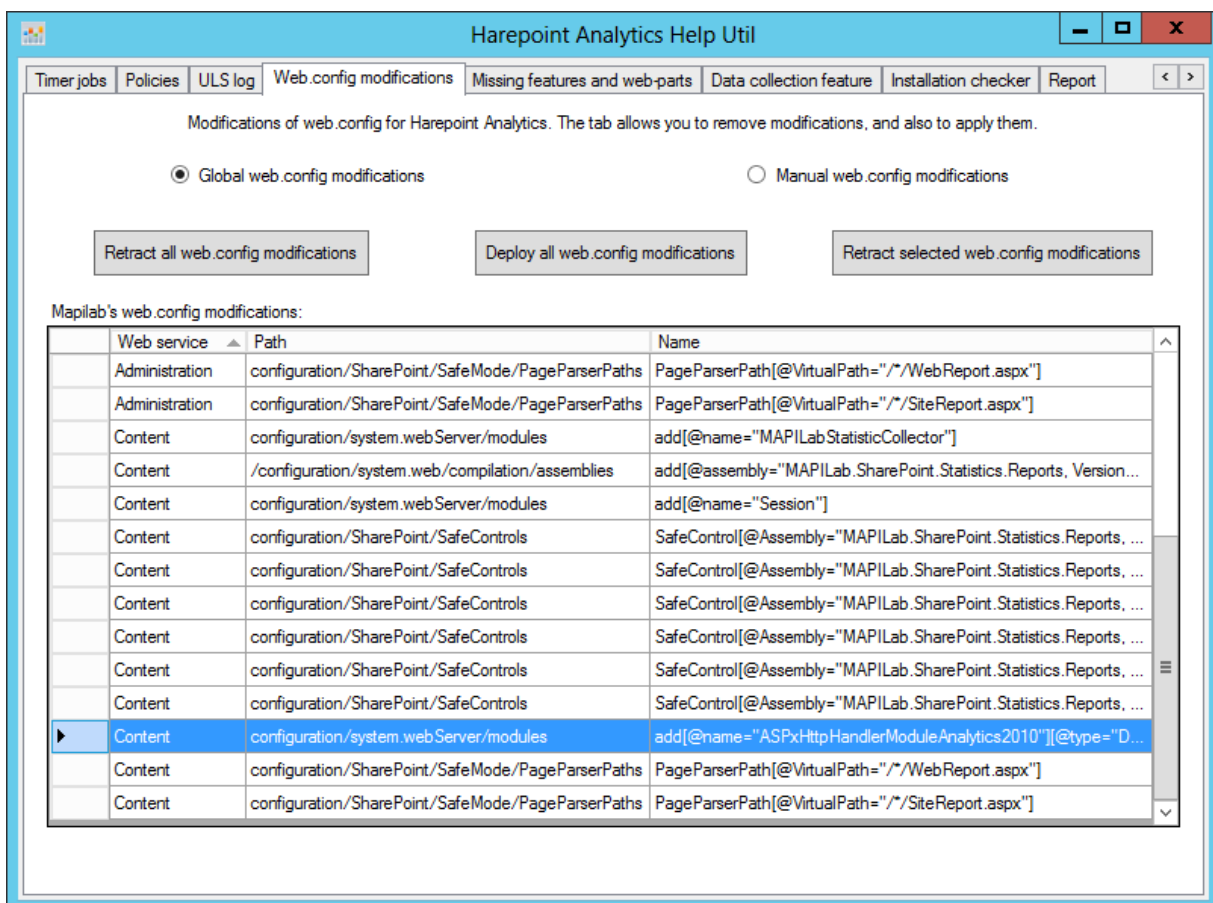 Harepoint Analytics Help Util
Timer jobs Policies ULS log Web.config modifications Missing features and web-parts Data collection feature Installation checker Report
Modifications of web.config for Harepoint Analytics. The tab allows you to remove modifications, and also to apply them.
Global web.config modifications Manual web.config modifications
Retract all web.config modifications Deploy all web.config modifications Retract selected web.config modifications
Mapilab's web.config modifications:
Web service Path Name
Administration configuration/SharePoint/SafeMode/PageParserPaths PageParserPath[@VirtualPath="/*/WebReport.aspx"]
Administration configuration/SharePoint/SafeMode/PageParserPaths PageParserPath[@VirtualPath="/*/SiteReport.aspx"]
Content configuration/system.webServer/modules add[@name="MAPILabStatisticCollector"]
Content /configuration/system.web/compilation/assemblies add[@assembly="MAPILab.SharePoint.Statistics.Reports, Version...
Content configuration/system.webServer/modules add[@name="Session"]
Content configuration/SharePoint/SafeControls SafeControl[@Assembly="MAPILab.SharePoint.Statistics.Reports, ...
Content configuration/SharePoint/SafeControls SafeControl[@Assembly="MAPILab.SharePoint.Statistics.Reports, ...
Content configuration/SharePoint/SafeControls SafeControl[@Assembly="MAPILab.SharePoint.Statistics.Reports, ...
Content configuration/SharePoint/SafeControls SafeControl[@Assembly="MAPILab.SharePoint.Statistics.Reports, ...
Content configuration/SharePoint/SafeControls SafeControl[@Assembly="MAPILab.SharePoint.Statistics.Reports, ...
Content configuration/SharePoint/SafeControls SafeControl[@Assembly="MAPILab.SharePoint.Statistics.Reports, ...
Content configuration/system.webServer/modules add[@name="ASPxHttpHandlerModuleAnalytics2010"][@type="D...
Content configuration/SharePoint/SafeMode/PageParserPaths PageParserPath[@VirtualPath="/*/WebReport.aspx"]
Content configuration/SharePoint/SafeMode/PageParserPaths PageParserPath[@VirtualPath="/*/SiteReport.aspx"]